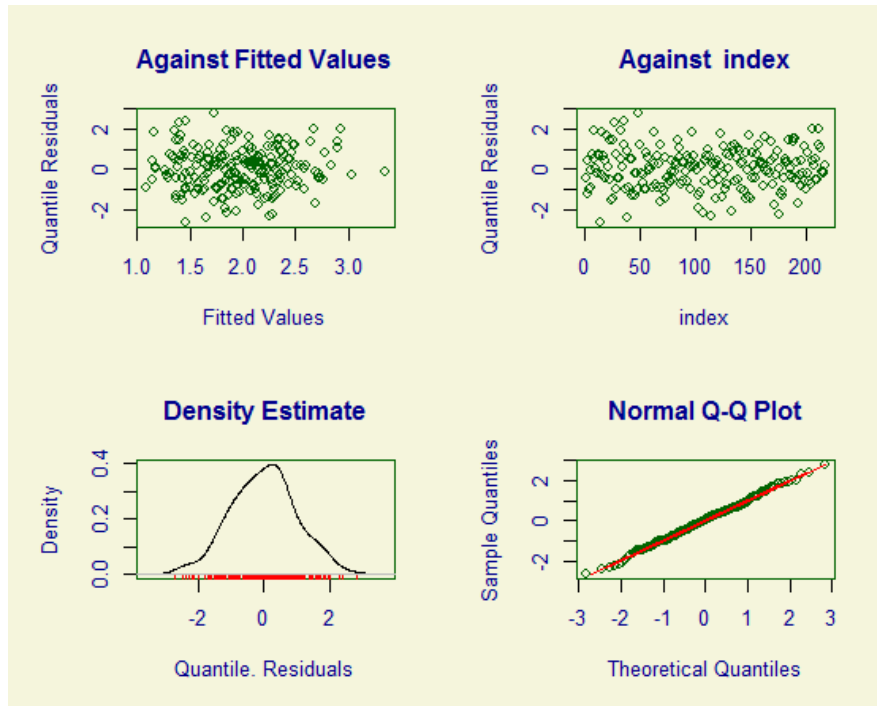 Against Fitted Values
Quantile Residuals
2
0
-2
1.0 1.5 2.0 2.5 3.0
Fitted Values
Against index
Quantile Residuals
2
0
-2
0 50 100 150 200
index
Density Estimate
Density
0.4
0.2
0.0
-2 0 2
Quantile. Residuals
Normal Q-Q Plot
Sample Quantiles
2
0
-2
-3 -2 -1 0 1 2 3
Theoretical Quantiles